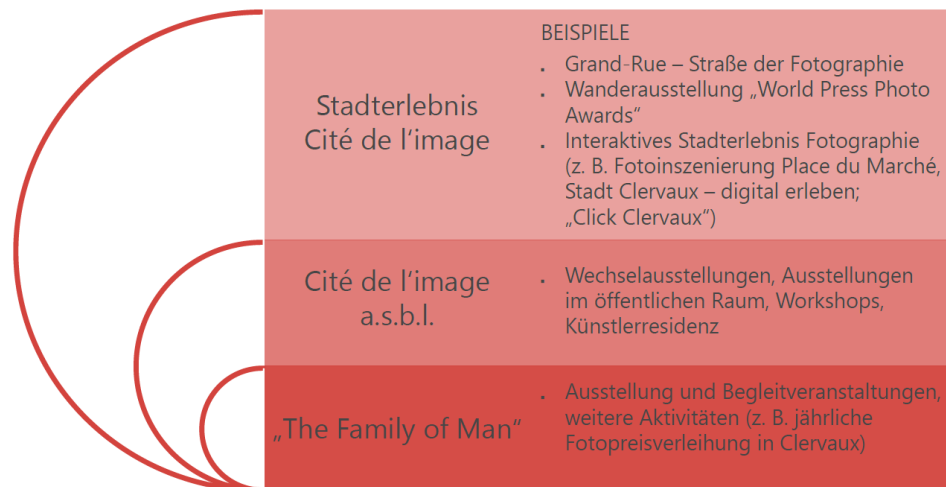 BEISPIELE
Stadterlebnis
Cité de l‘image
. Grand-Rue – Straße der Fotographie
. Wanderausstellung „World Press Photo
Awards“
. Interaktives Stadterlebnis Fotographie
(z. B. Fotoinszenierung Place du Marché,
Stadt Clervaux – digital erleben;
„Click Clervaux“)
Cité de l‘image
a.s.b.l.
. Wechselausstellungen, Ausstellungen
im öffentlichen Raum, Workshops,
Künstlerresidenz
„The Family of Man“
. Ausstellung und Begleitveranstaltungen,
weitere Aktivitäten (z. B. jährliche
Fotopreisverleihung in Clervaux)